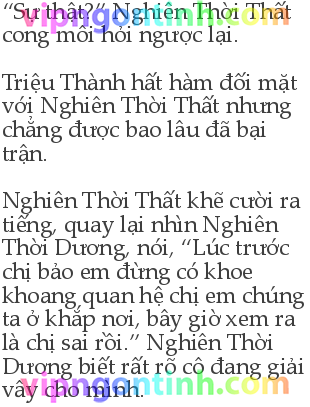 “Sự thật?” Nghiên Thời Thất
cong môi hỏi ngược lại.
Triệu Thành hất hàm đối mặt
với Nghiên Thời Thất nhưng
chẳng được bao lâu đã bại
trận.
Nghiên Thời Thất khẽ cười ra
tiếng, quay lại nhìn Nghiên
Thời Dương, nói, “Lúc trước
chị bảo em đừng có khoe
khoang quan hệ chị em chúng
ta ở khắp nơi, bây giờ xem ra
là chị sai rồi.” Nghiên Thời
Dương biết rất rõ cô đang giải
vây cho mình.
vipngontinh.com
vipngontinh.com